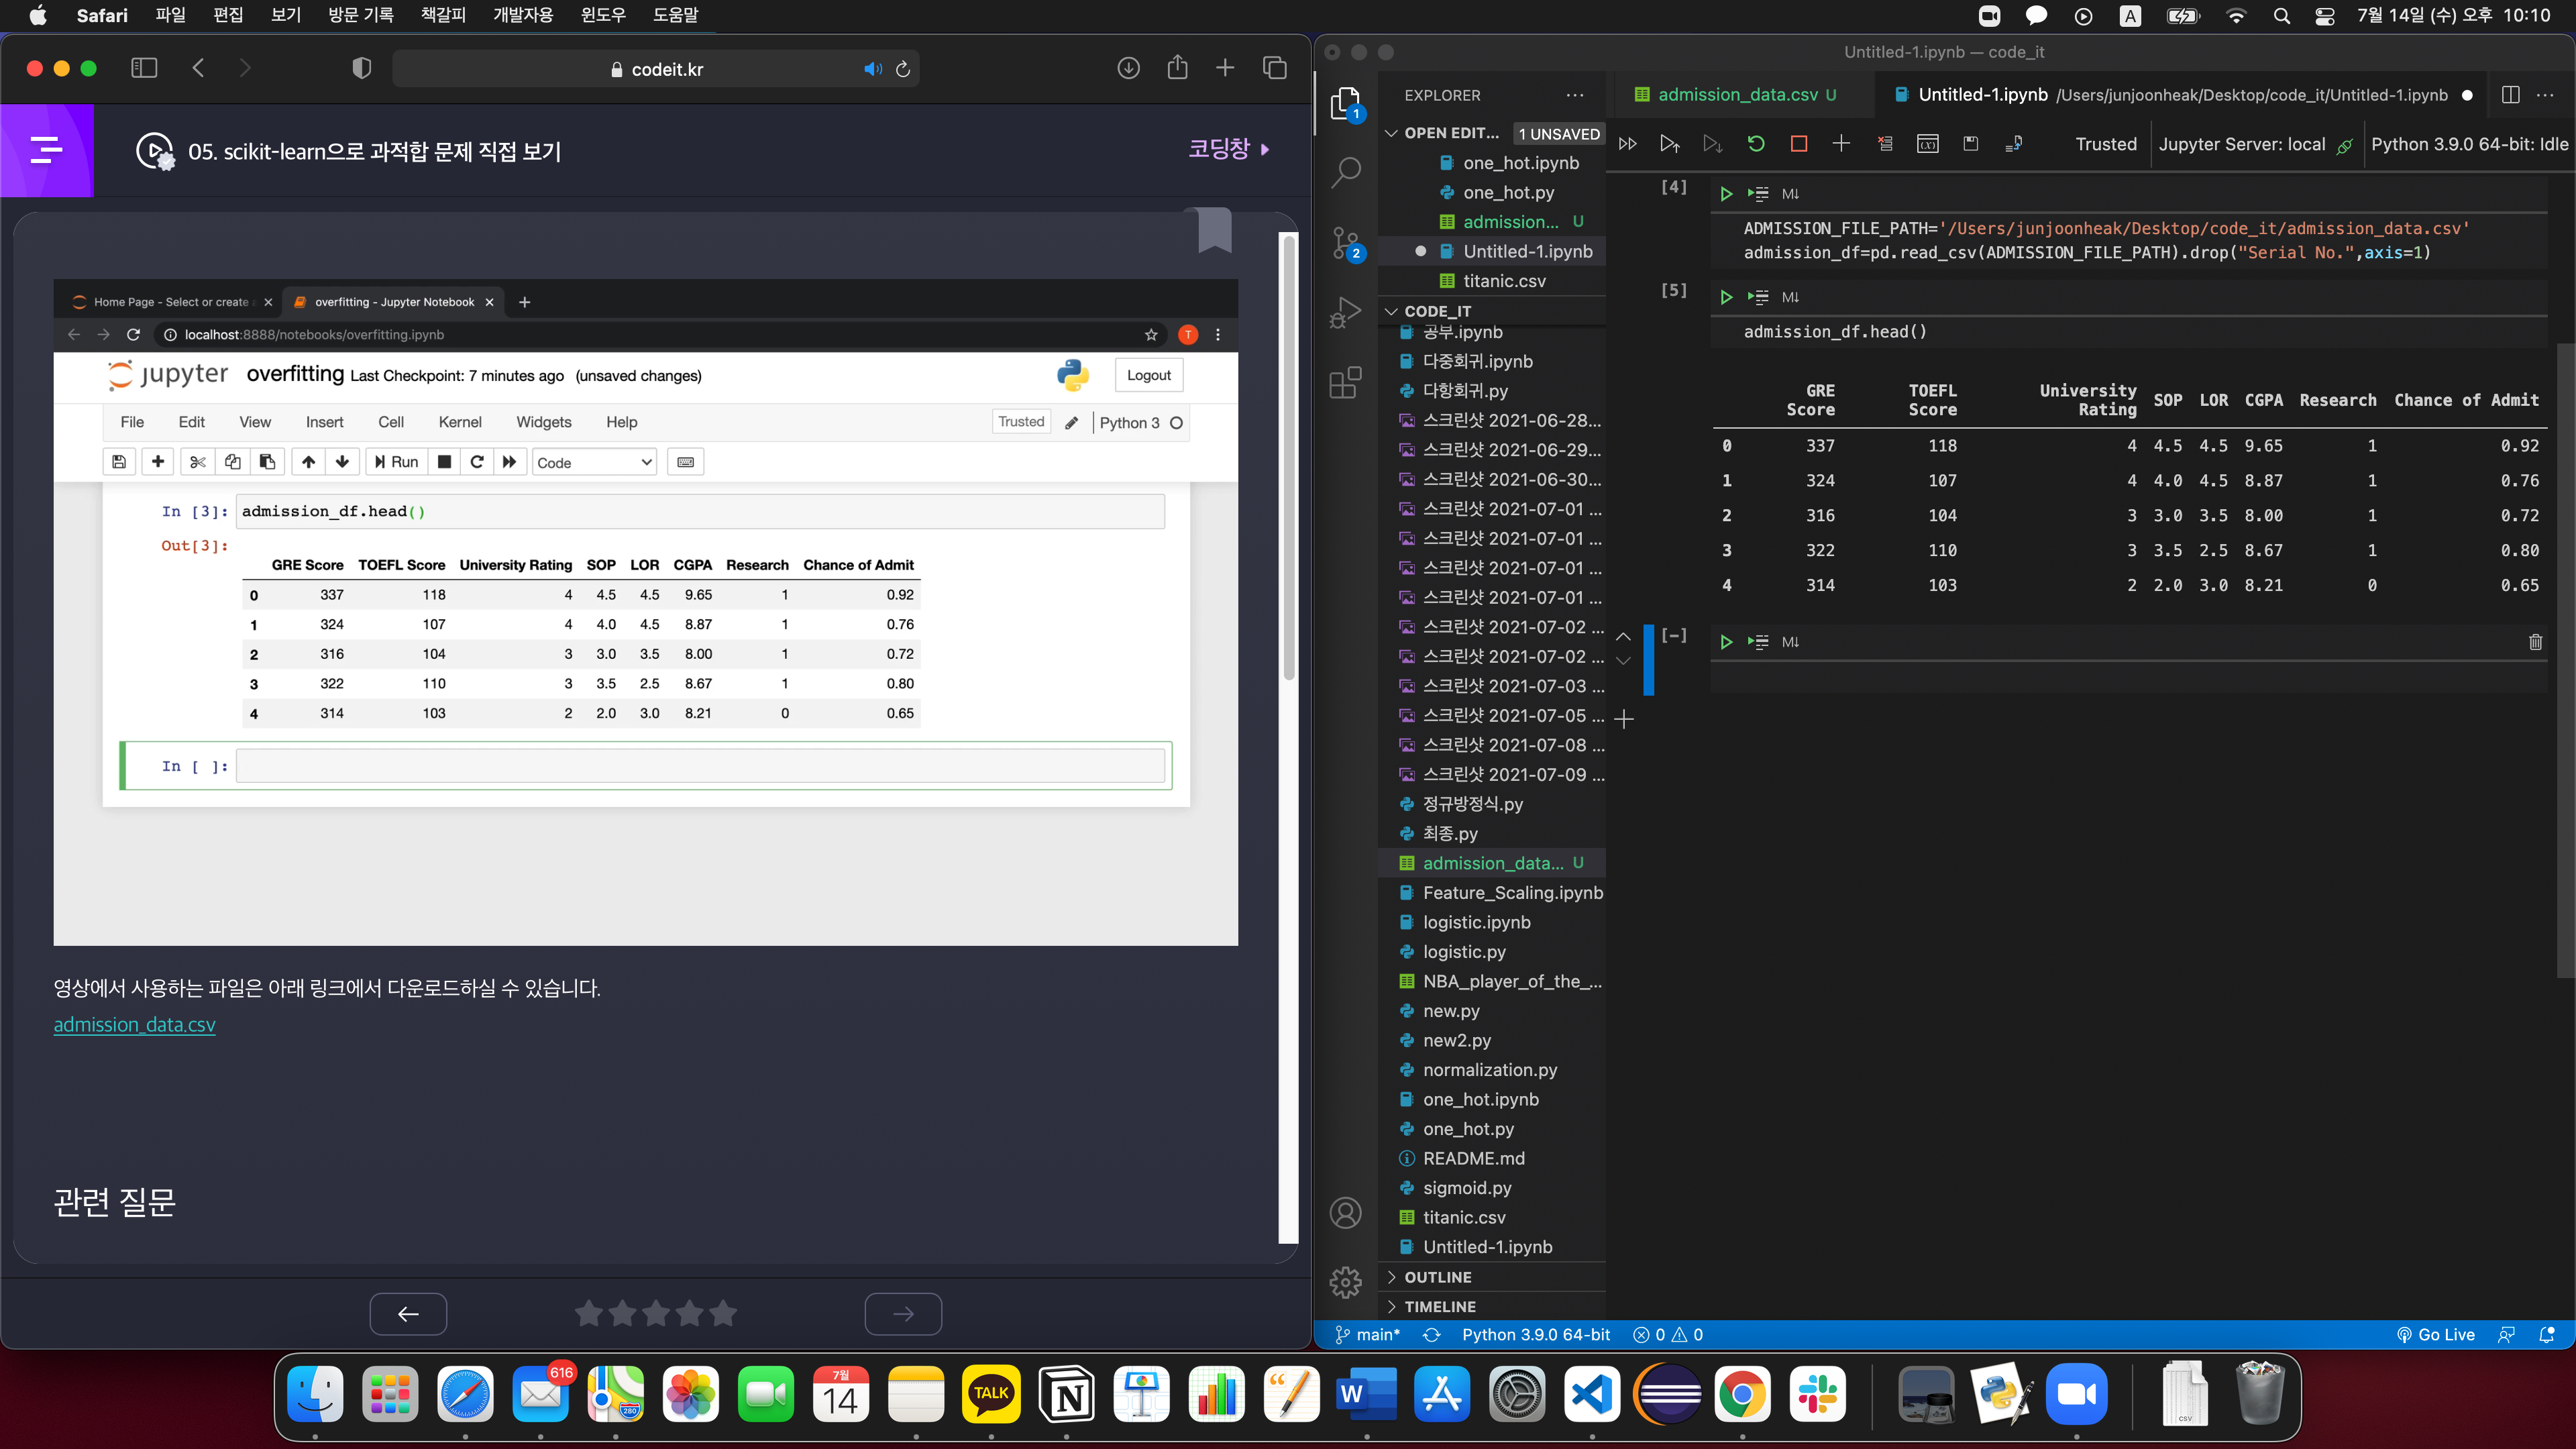 Safari 파일 편집 보기 방문 기록 책갈피 개발자용 윈도우 도움말
A 7월 14일 (수) 오후 10:10
codeit.kr
05. scikit-learn으로 과적합 문제 직접 보기
코딩창
Home Page - Select or create
overfitting - Jupyter Notebook
localhost:8888/notebooks/overfitting.ipynb
T
jupyter overfitting Last Checkpoint: 7 minutes ago (unsaved changes)
Logout
File Edit View Insert Cell Kernel Widgets Help
Trusted Python 3
Run Code
In [3]: admission_df.head()
Out[3]:
GRE Score TOEFL Score University Rating SOP LOR CGPA Research Chance of Admit
0 337 118 4 4.5 4.5 9.65 1 0.92
1 324 107 4 4.0 4.5 8.87 1 0.76
2 316 104 3 3.0 3.5 8.00 1 0.72
3 322 110 3 3.5 2.5 8.67 1 0.80
4 314 103 2 2.0 3.0 8.21 0 0.65
In [ ]:
영상에서 사용하는 파일은 아래 링크에서 다운로드하실 수 있습니다.
admission_data.csv
관련 질문
Untitled-1.ipynb — code_it
1
2
EXPLORER
OPEN EDIT... 1 UNSAVED
one_hot.ipynb
one_hot.py
admission... U
Untitled-1.ipynb
titanic.csv
CODE_IT
공부.ipynb
다중회귀.ipynb
다항회귀.py
스크린샷 2021-06-28...
스크린샷 2021-06-29...
스크린샷 2021-06-30...
스크린샷 2021-07-01 ...
스크린샷 2021-07-01 ...
스크린샷 2021-07-01 ...
스크린샷 2021-07-01 ...
스크린샷 2021-07-02 ...
스크린샷 2021-07-02 ...
스크린샷 2021-07-03 ...
스크린샷 2021-07-05 ...
스크린샷 2021-07-08 ...
스크린샷 2021-07-09 ...
정규방정식.py
최종.py
admission_data... U
Feature_Scaling.ipynb
logistic.ipynb
logistic.py
NBA_player_of_the_...
new.py
new2.py
normalization.py
one_hot.ipynb
one_hot.py
README.md
sigmoid.py
titanic.csv
Untitled-1.ipynb
OUTLINE
TIMELINE
admission_data.csv U
Untitled-1.ipynb /Users/junjoonheak/Desktop/code_it/Untitled-1.ipynb
Trusted Jupyter Server: local Python 3.9.0 64-bit: Idle
[4] M↓
ADMISSION_FILE_PATH='/Users/junjoonheak/Desktop/code_it/admission_data.csv'
admission_df=pd.read_csv(ADMISSION_FILE_PATH).drop("Serial No.",axis=1)
[5] M↓
admission_df.head()
GRE Score TOEFL Score University Rating SOP LOR CGPA Research Chance of Admit
0 337 118 4 4.5 4.5 9.65 1 0.92
1 324 107 4 4.0 4.5 8.87 1 0.76
2 316 104 3 3.0 3.5 8.00 1 0.72
3 322 110 3 3.5 2.5 8.67 1 0.80
4 314 103 2 2.0 3.0 8.21 0 0.65
[-] M↓
main* Python 3.9.0 64-bit 0 0 Go Live
616
280
7월
14
TALK
N
W
CSV